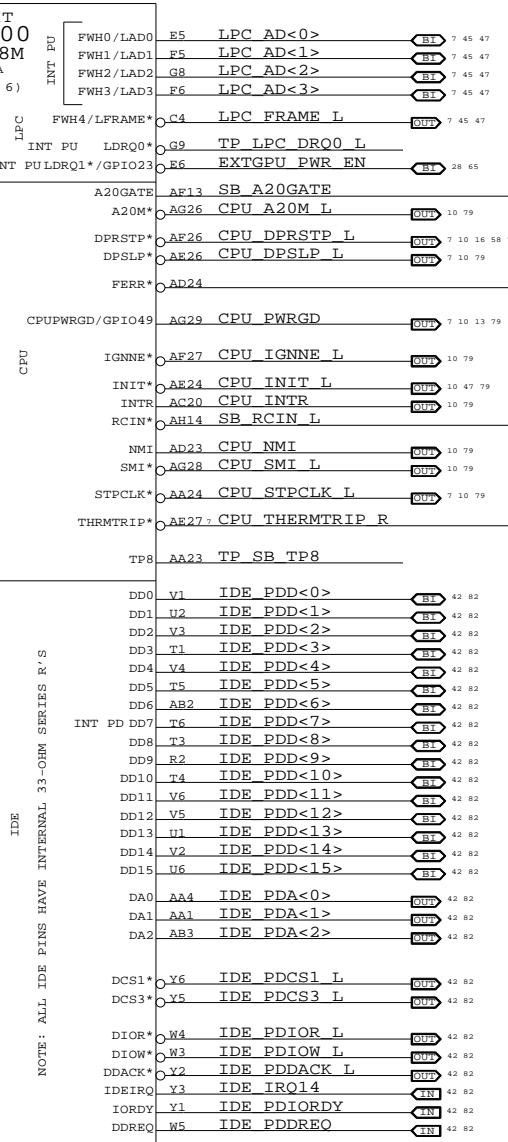 T
00
8M
A
6)
INT PU
LPC
FWH0/LAD0 E5 LPC_AD<0> BI 7 45 47
FWH1/LAD1 F5 LPC_AD<1> BI 7 45 47
FWH2/LAD2 G8 LPC_AD<2> BI 7 45 47
FWH3/LAD3 F6 LPC_AD<3> BI 7 45 47
FWH4/LFRAME* C4 LPC_FRAME_L OUT 7 45 47
INT PU LDRQ0* G9 TP_LPC_DRQ0_L
NT PU LDRQ1*/GPIO23 E6 EXTGPU_PWR_EN BI 28 65
A20GATE AF13 SB_A20GATE
A20M* AG26 CPU_A20M_L OUT 10 79
DPRSTP* AF26 CPU_DPRSTP_L OUT 7 10 16 58
DPSLP* AE26 CPU_DPSLP_L OUT 7 10 79
FERR* AD24
CPUPWRGD/GPIO49 AG29 CPU_PWRGD OUT 7 10 13 79
CPU
IGNNE* AF27 CPU_IGNNE_L OUT 10 79
INIT* AE24 CPU_INIT_L OUT 10 47 79
INTR AC20 CPU_INTR OUT 10 79
RCIN* AH14 SB_RCIN_L
NMI AD23 CPU_NMI OUT 10 79
SMI* AG28 CPU_SMI_L OUT 10 79
STPCLK* AA24 CPU_STPCLK_L OUT 7 10 79
THRMTRIP* AE27 7 CPU_THERMTRIP_R
TP8 AA23 TP_SB_TP8
DD0 V1 IDE_PDD<0> BI 42 82
DD1 U2 IDE_PDD<1> BI 42 82
DD2 V3 IDE_PDD<2> BI 42 82
DD3 T1 IDE_PDD<3> BI 42 82
DD4 V4 IDE_PDD<4> BI 42 82
DD5 T5 IDE_PDD<5> BI 42 82
DD6 AB2 IDE_PDD<6> BI 42 82
INT PD DD7 T6 IDE_PDD<7> BI 42 82
DD8 T3 IDE_PDD<8> BI 42 82
DD9 R2 IDE_PDD<9> BI 42 82
DD10 T4 IDE_PDD<10> BI 42 82
DD11 V6 IDE_PDD<11> BI 42 82
DD12 V5 IDE_PDD<12> BI 42 82
DD13 U1 IDE_PDD<13> BI 42 82
DD14 V2 IDE_PDD<14> BI 42 82
DD15 U6 IDE_PDD<15> BI 42 82
IDE
NOTE: ALL IDE PINS HAVE INTERNAL 33-OHM SERIES R'S
DA0 AA4 IDE_PDA<0> OUT 42 82
DA1 AA1 IDE_PDA<1> OUT 42 82
DA2 AB3 IDE_PDA<2> OUT 42 82
DCS1* Y6 IDE_PDCS1_L OUT 42 82
DCS3* Y5 IDE_PDCS3_L OUT 42 82
DIOR* W4 IDE_PDIOR_L OUT 42 82
DIOW* W3 IDE_PDIOW_L OUT 42 82
DDACK* Y2 IDE_PDDACK_L OUT 42 82
IDEIRQ Y3 IDE_IRQ14 IN 42 82
IORDY Y1 IDE_PDIORDY IN 42 82
DDREQ W5 IDE_PDDREQ IN 42 82